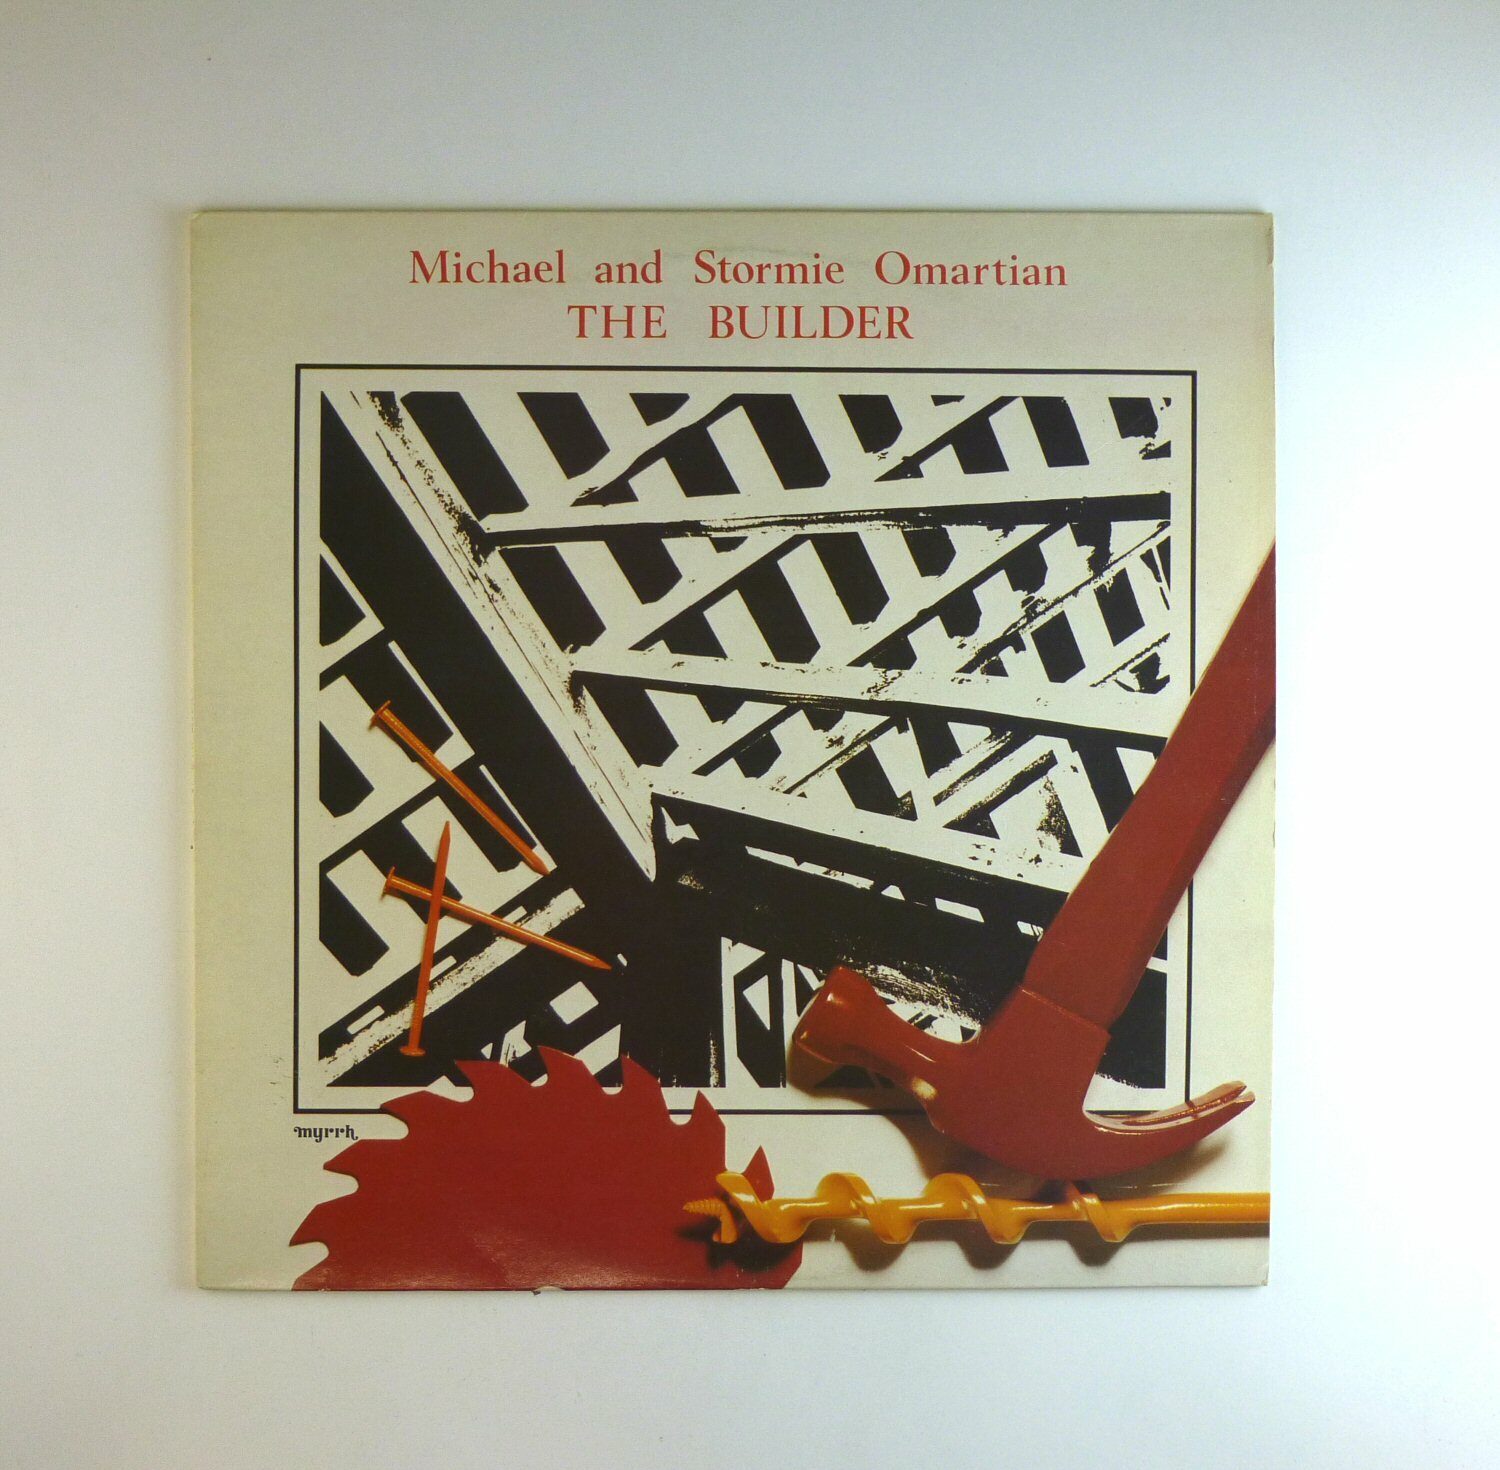 Michael and Stormie Omartian
THE BUILDER
myrrh